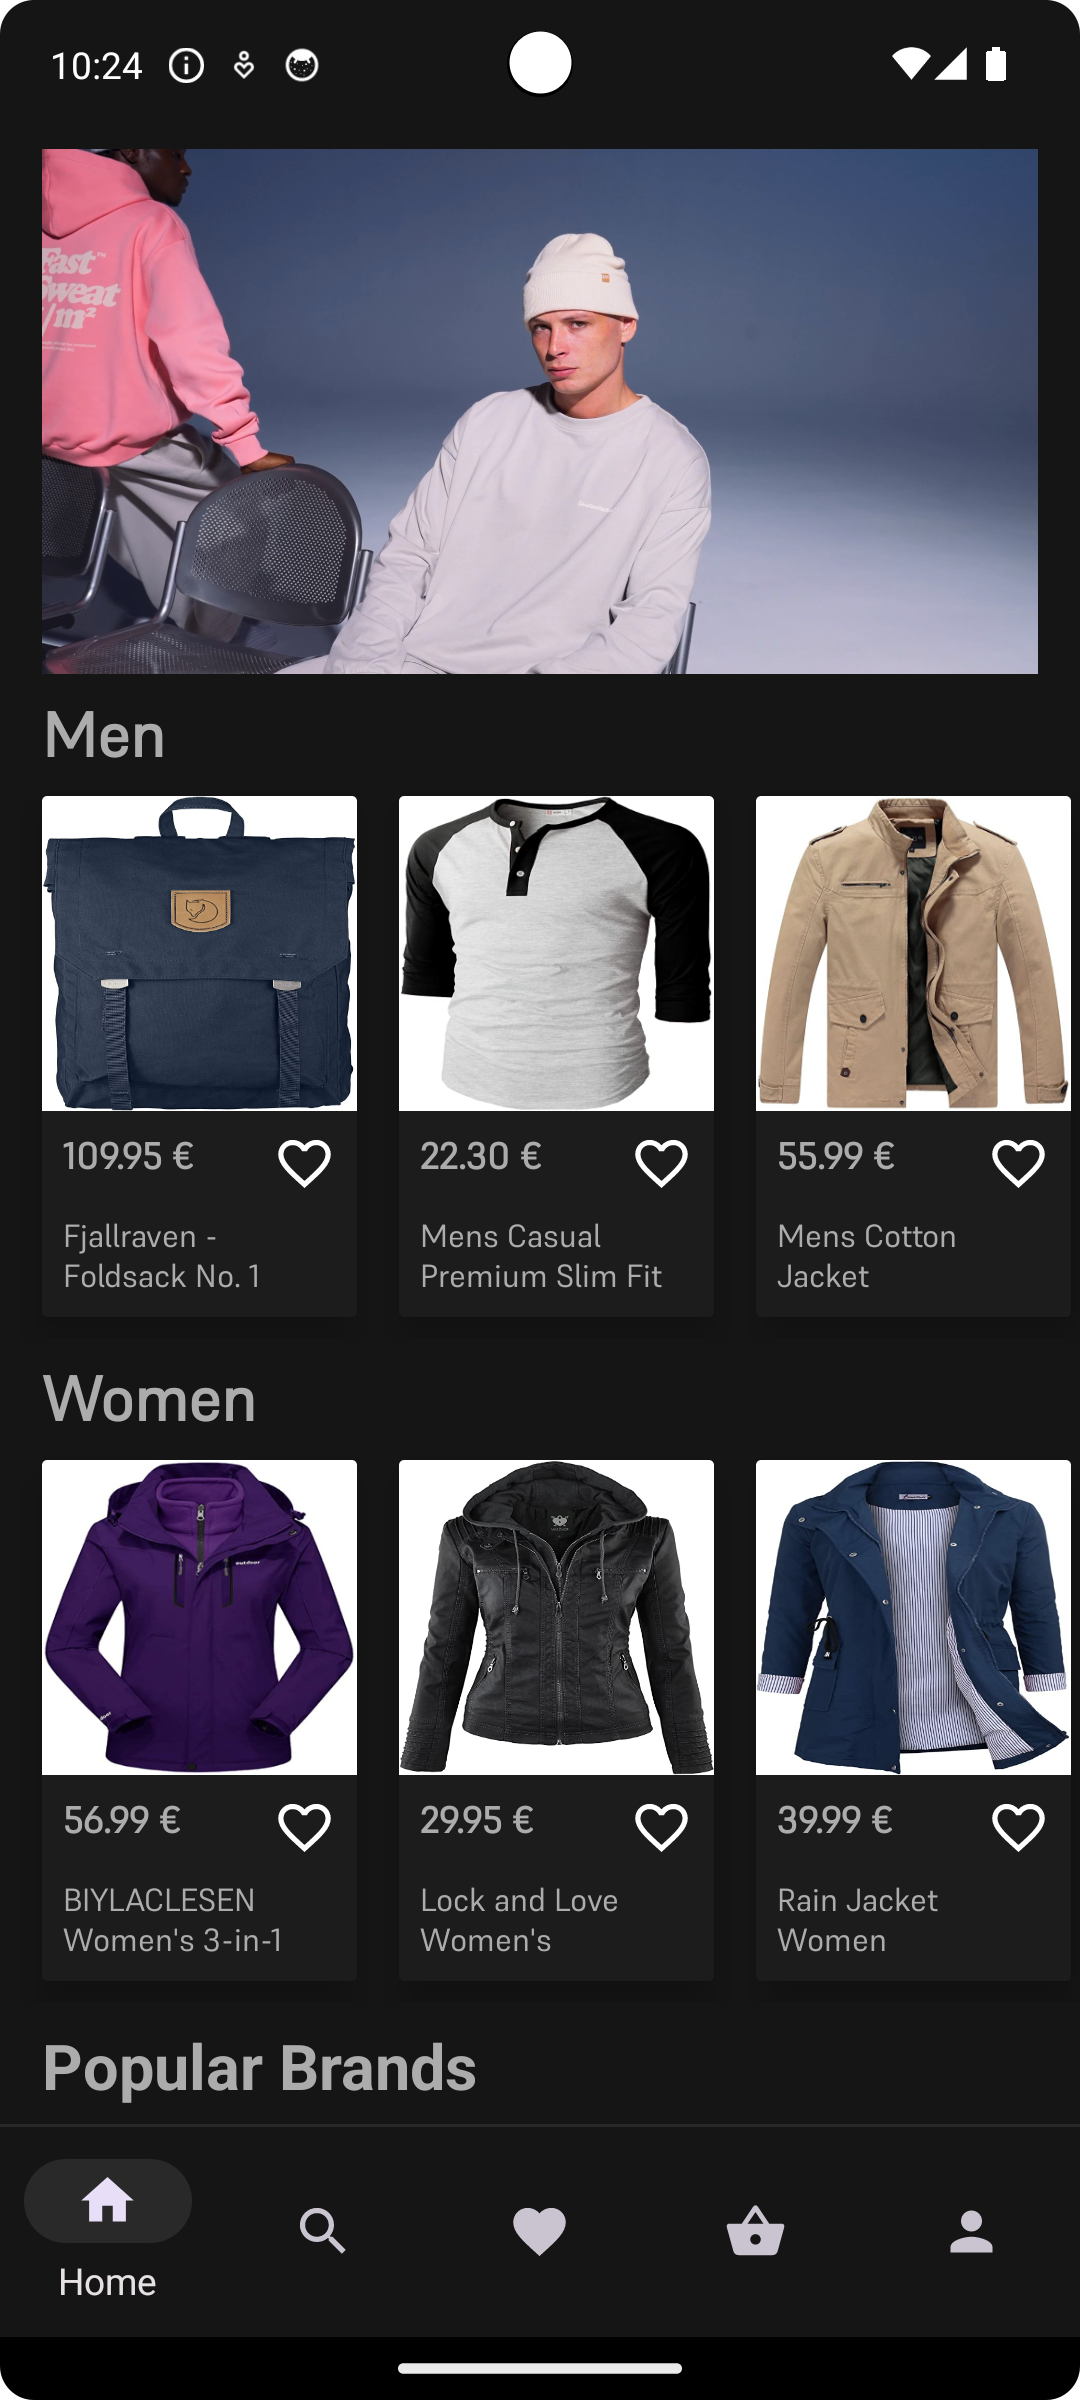 10:24
Fast
Sweat
/m²
Men
109.95 €
22.30 €
55.99 €
Fjallraven -
Foldsack No. 1
Mens Casual
Premium Slim Fit
Mens Cotton
Jacket
Women
outdoor
56.99 €
29.95 €
39.99 €
BIYLACLESEN
Women's 3-in-1
Lock and Love
Women's
Rain Jacket
Women
Popular Brands
Home